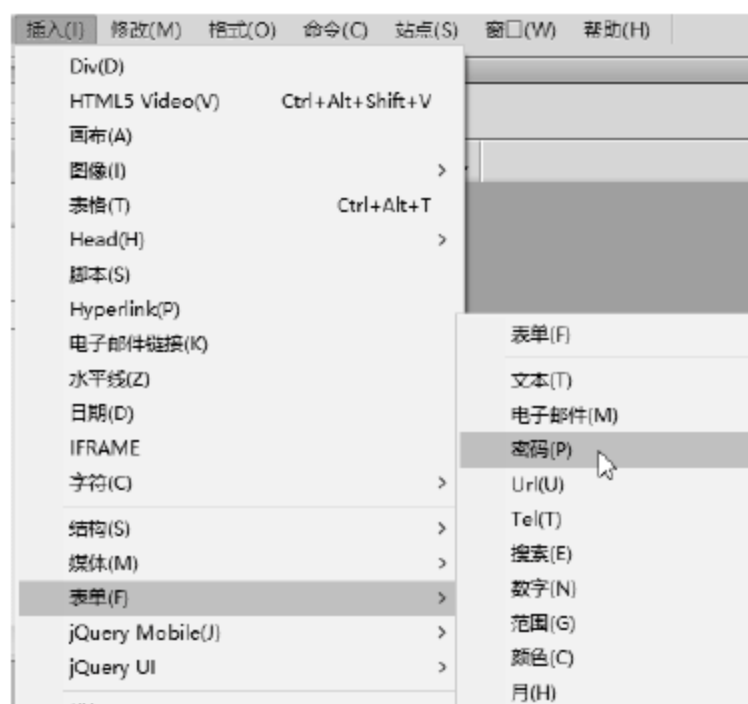 插入(I) 修改(M) 格式(O) 命令(C) 站点(S) 窗口(W) 帮助(H)
Div(D)
HTML5 Video(V) Ctrl+Alt+Shift+V
画布(A)
图像(I) >
表格(T) Ctrl+Alt+T
Head(H) >
脚本(S)
Hyperlink(P)
电子邮件链接(K)
水平线(Z)
日期(D)
IFRAME
字符(C) >
结构(S) >
媒体(M) >
表单(F) >
jQuery Mobile(J) >
jQuery UI >
表单(F)
文本(T)
电子邮件(M)
密码(P)
Url(U)
Tel(T)
搜索(E)
数字(N)
范围(G)
颜色(C)
月(H)